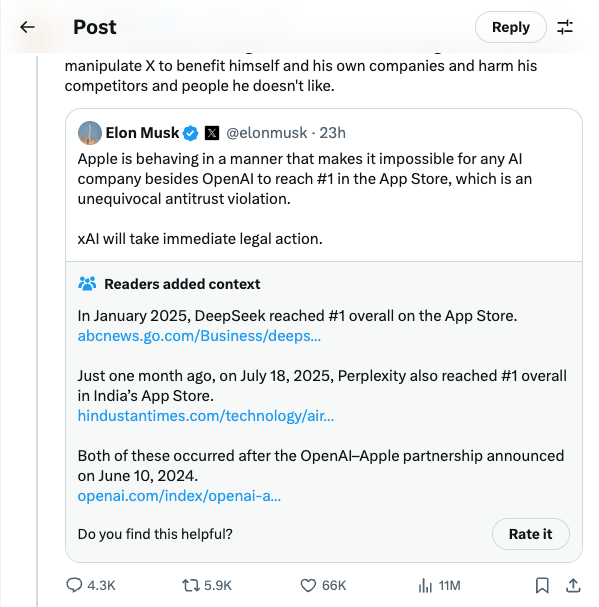 Post
Reply
manipulate X to benefit himself and his own companies and harm his
competitors and people he doesn't like.
Elon Musk X @elonmusk · 23h
Apple is behaving in a manner that makes it impossible for any AI
company besides OpenAI to reach #1 in the App Store, which is an
unequivocal antitrust violation.
xAI will take immediate legal action.
Readers added context
In January 2025, DeepSeek reached #1 overall on the App Store.
abcnews.go.com/Business/deeps...
Just one month ago, on July 18, 2025, Perplexity also reached #1 overall
in India's App Store.
hindustantimes.com/technology/air...
Both of these occurred after the OpenAI–Apple partnership announced
on June 10, 2024.
openai.com/index/openai-a...
Do you find this helpful?
Rate it
4.3K 5.9K 66K 11M